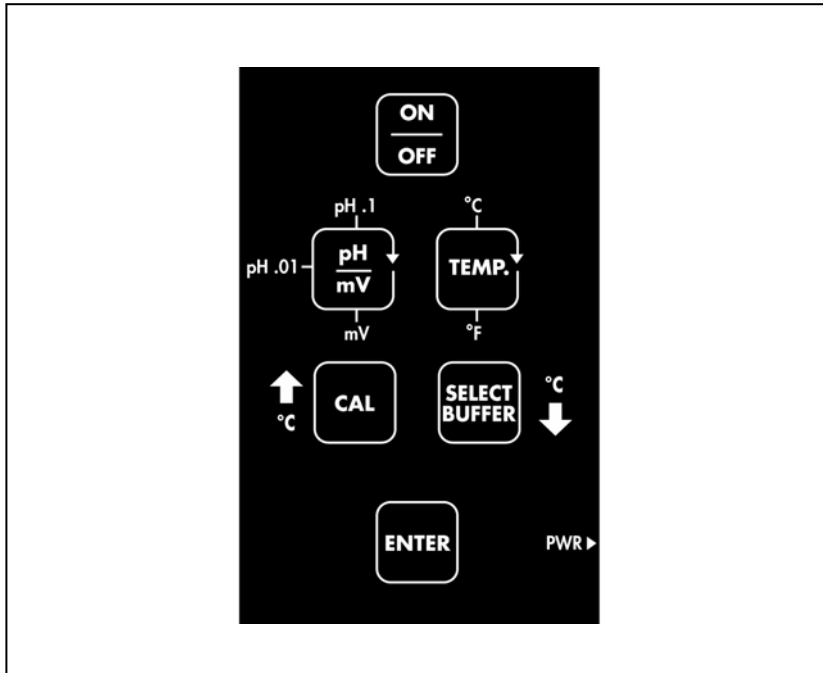 ON
OFF
pH .1
°C
pH .01
pH
mV
TEMP.
mV
°F
°C
CAL
SELECT
BUFFER
°C
ENTER
PWR